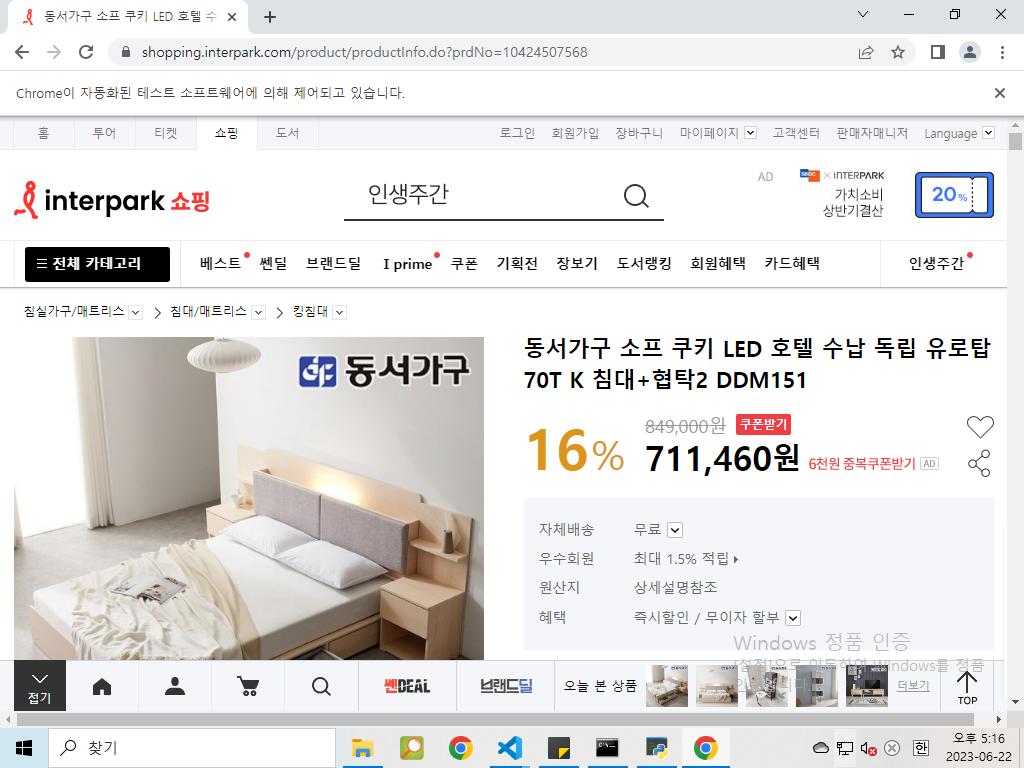 동서가구 소프 쿠키 LED 호텔 수
shopping.interpark.com/product/productInfo.do?prdNo=10424507568
Chrome이 자동화된 테스트 소프트웨어에 의해 제어되고 있습니다.
홈 투어 티켓 쇼핑 도서 로그인 회원가입 장바구니 마이페이지 고객센터 판매자매니저 Language
interpark 쇼핑
인생주간
AD
× INTERPARK
가치소비
상반기결산
20%
전체 카테고리 베스트 쎈딜 브랜드딜 I prime 쿠폰 기획전 장보기 도서랭킹 회원혜택 카드혜택 인생주간
침실가구/매트리스 침대/매트리스 킹침대
동서가구
동서가구 소프 쿠키 LED 호텔 수납 독립 유로탑
70T K 침대+협탁2 DDM151
16%
849,000원 쿠폰받기
711,460원 6천원 중복쿠폰받기 AD
자체배송 무료
우수회원 최대 1.5% 적립
원산지 상세설명참조
혜택 즉시할인 / 무이자 할부
Windows 정품 인증
[설정]으로 이동하여 Windows를 정품
접기
쎈DEAL
브랜드딜
오늘 본 상품
더보기
TOP
찾기
한
오후 5:16
2023-06-22